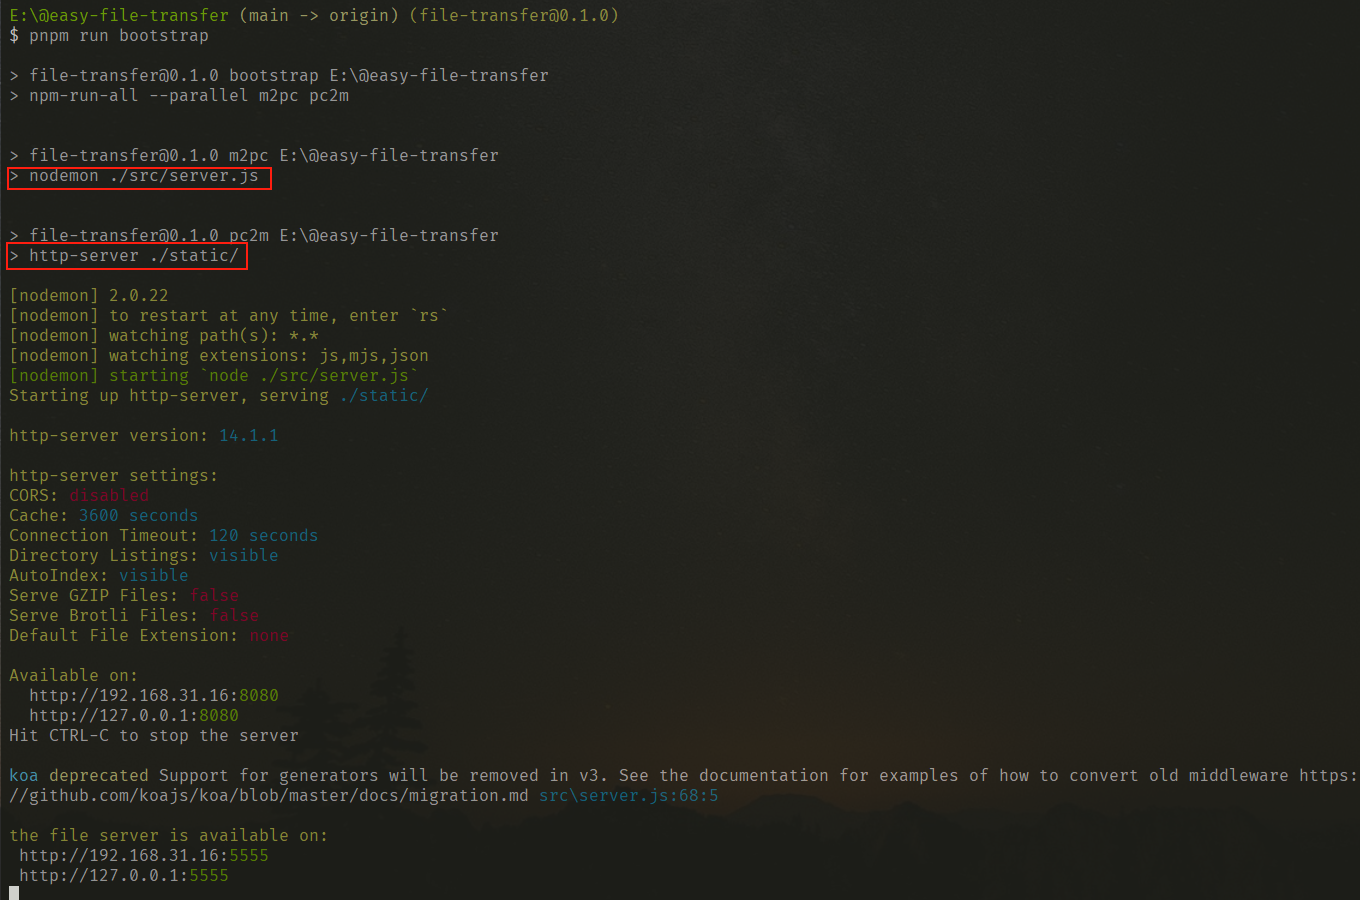 E:\@easy-file-transfer (main -> origin) (file-transfer@0.1.0)
$ pnpm run bootstrap
> file-transfer@0.1.0 bootstrap E:\@easy-file-transfer
> npm-run-all --parallel m2pc pc2m
> file-transfer@0.1.0 m2pc E:\@easy-file-transfer
> nodemon ./src/server.js
> file-transfer@0.1.0 pc2m E:\@easy-file-transfer
> http-server ./static/
[nodemon] 2.0.22
[nodemon] to restart at any time, enter `rs`
[nodemon] watching path(s): *.*
[nodemon] watching extensions: js,mjs,json
[nodemon] starting `node ./src/server.js`
Starting up http-server, serving ./static/
http-server version: 14.1.1
http-server settings:
CORS: disabled
Cache: 3600 seconds
Connection Timeout: 120 seconds
Directory Listings: visible
AutoIndex: visible
Serve GZIP Files: false
Serve Brotli Files: false
Default File Extension: none
Available on:
http://192.168.31.16:8080
http://127.0.0.1:8080
Hit CTRL-C to stop the server
koa deprecated Support for generators will be removed in v3. See the documentation for examples of how to convert old middleware https:
//github.com/koajs/koa/blob/master/docs/migration.md src\server.js:68:5
the file server is available on:
http://192.168.31.16:5555
http://127.0.0.1:5555